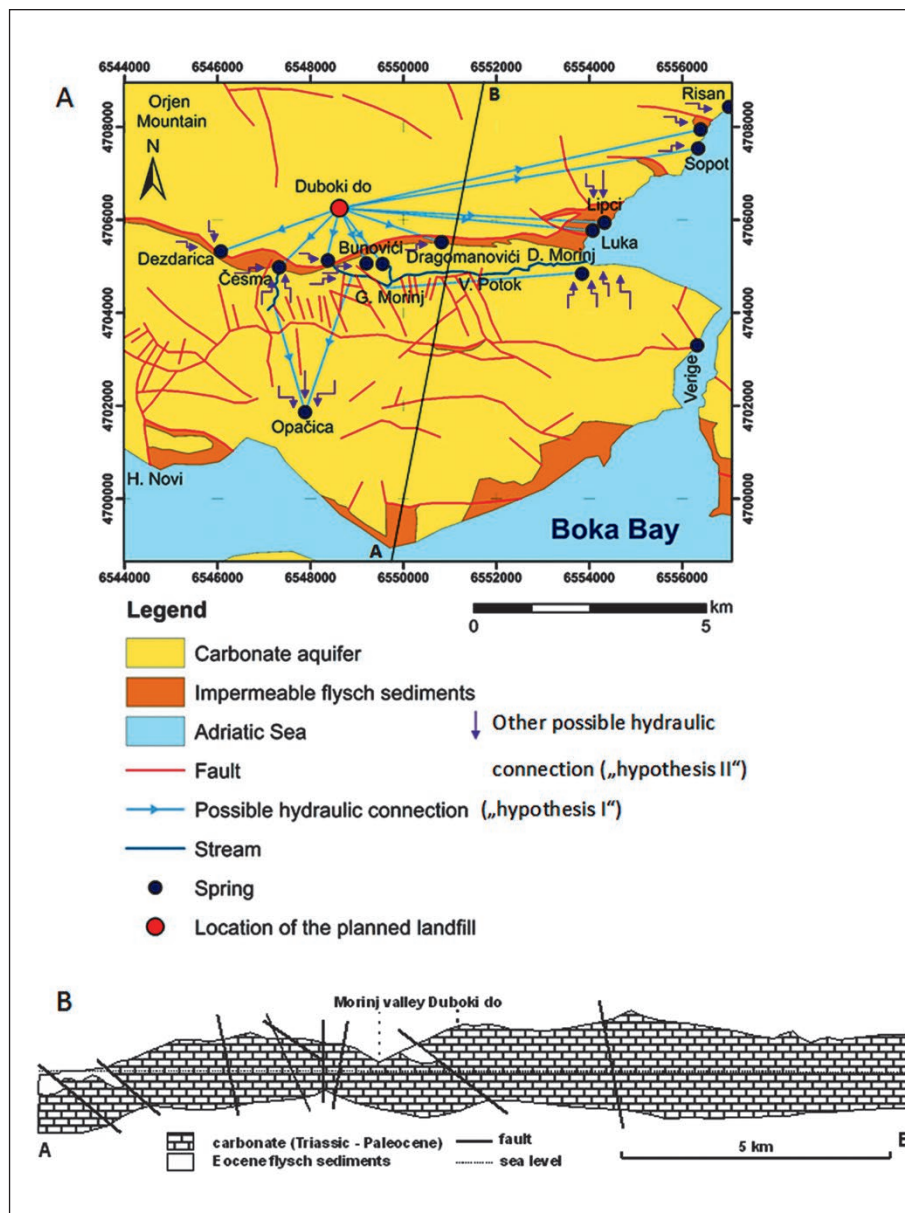 6544000 6546000 6548000 6550000 6552000 6554000 6556000
A
B
Risan
Orjen
Mountain
4708000 4708000
N
Sopot
Duboki do
Lipci
4706000 4706000
Bunovići
Luka
Dezdarica
Dragomanovići D. Morinj
Česma
G. Morinj
V. Potok
4704000 4704000
Verige
4702000 4702000
Opačica
H. Novi
4700000 4700000
Boka Bay
A
6544000 6546000 6548000 6550000 6552000 6554000 6556000
Legend
km
0 5
Carbonate aquifer
Impermeable flysch sediments
Adriatic Sea
Other possible hydraulic
connection („hypothesis II“)
Fault
Possible hydraulic connection („hypothesis I“)
Stream
Spring
Location of the planned landfill
B
Morinj valley Duboki do
A
carbonate (Triassic - Paleocene) fault
Eocene flysch sediments sea level
5 km